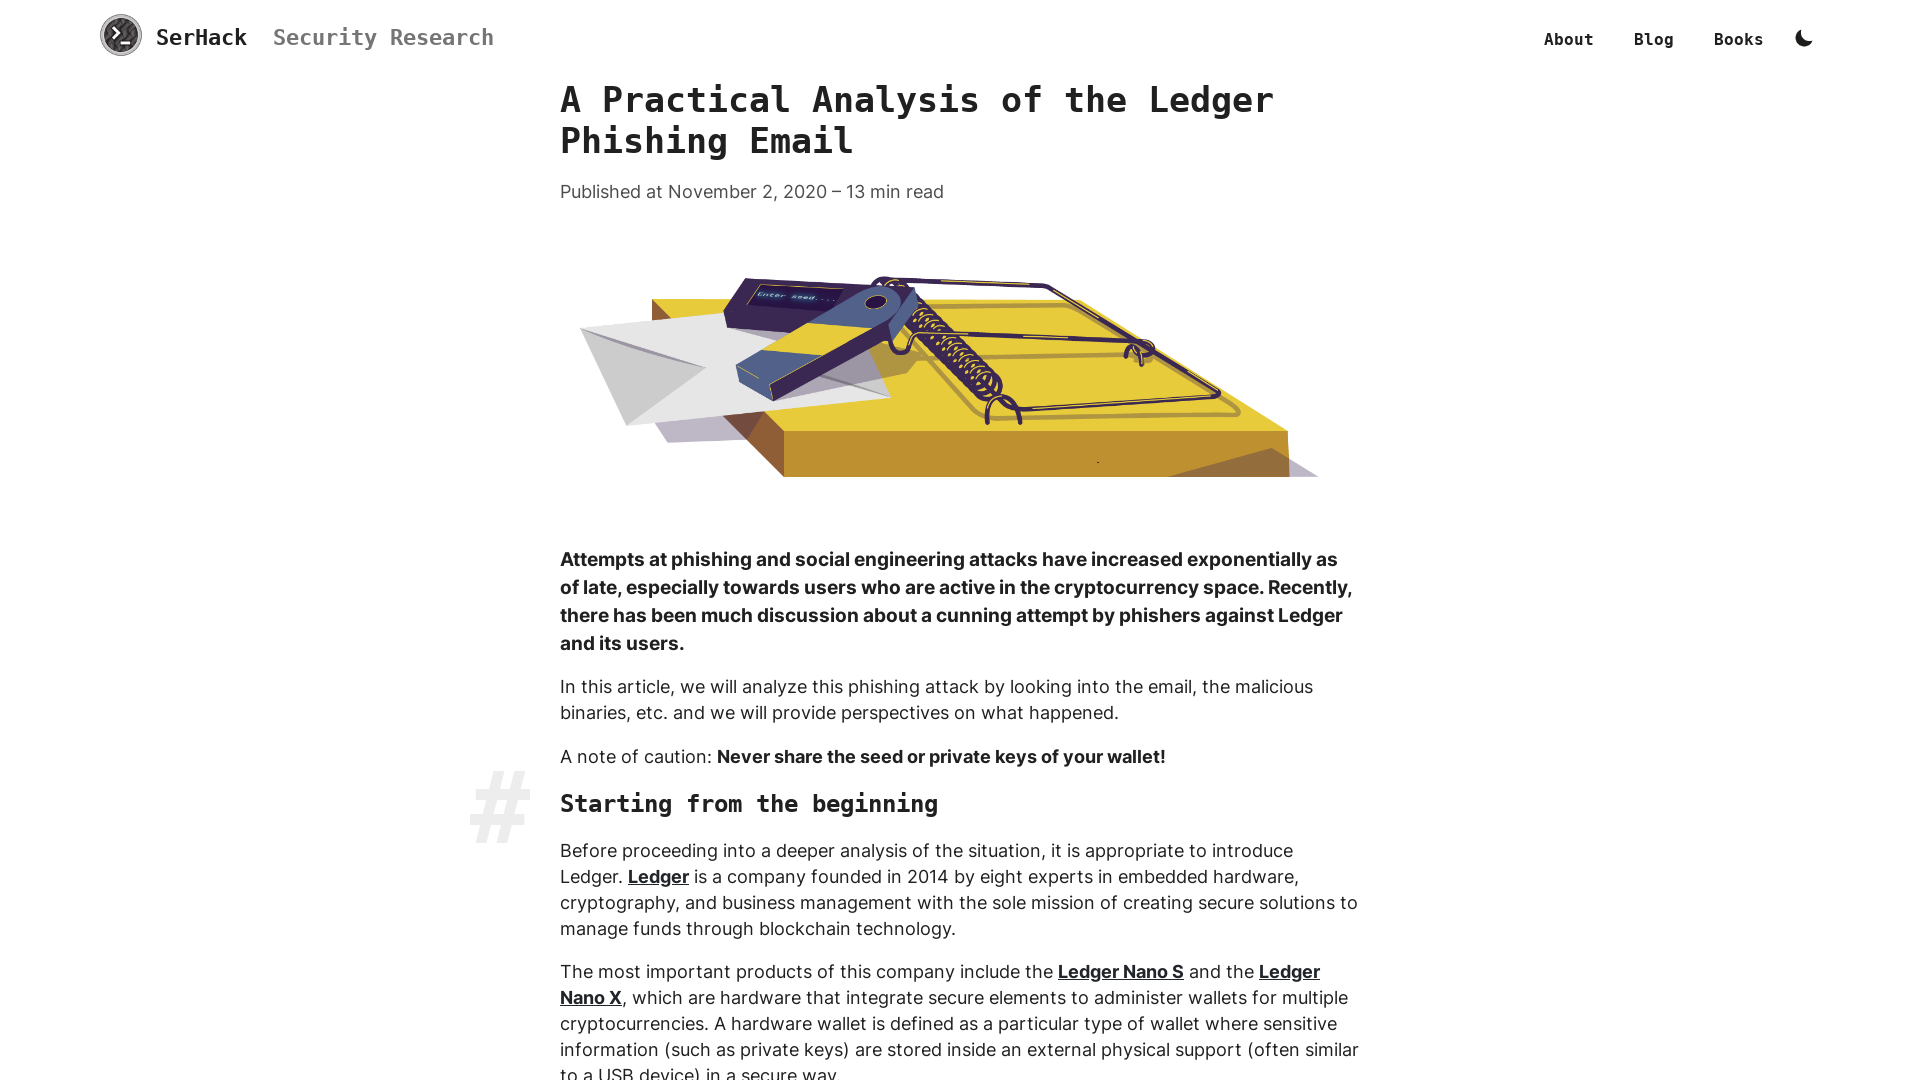 SerHack Security Research
About Blog Books
A Practical Analysis of the Ledger
Phishing Email
Published at November 2, 2020 – 13 min read
Enter seed....
Attempts at phishing and social engineering attacks have increased exponentially as
of late, especially towards users who are active in the cryptocurrency space. Recently,
there has been much discussion about a cunning attempt by phishers against Ledger
and its users.
In this article, we will analyze this phishing attack by looking into the email, the malicious
binaries, etc. and we will provide perspectives on what happened.
A note of caution: Never share the seed or private keys of your wallet!
# Starting from the beginning
Before proceeding into a deeper analysis of the situation, it is appropriate to introduce
Ledger. Ledger is a company founded in 2014 by eight experts in embedded hardware,
cryptography, and business management with the sole mission of creating secure solutions to
manage funds through blockchain technology.
The most important products of this company include the Ledger Nano S and the Ledger
Nano X, which are hardware that integrate secure elements to administer wallets for multiple
cryptocurrencies. A hardware wallet is defined as a particular type of wallet where sensitive
information (such as private keys) are stored inside an external physical support (often similar
to a USB device) in a secure way.